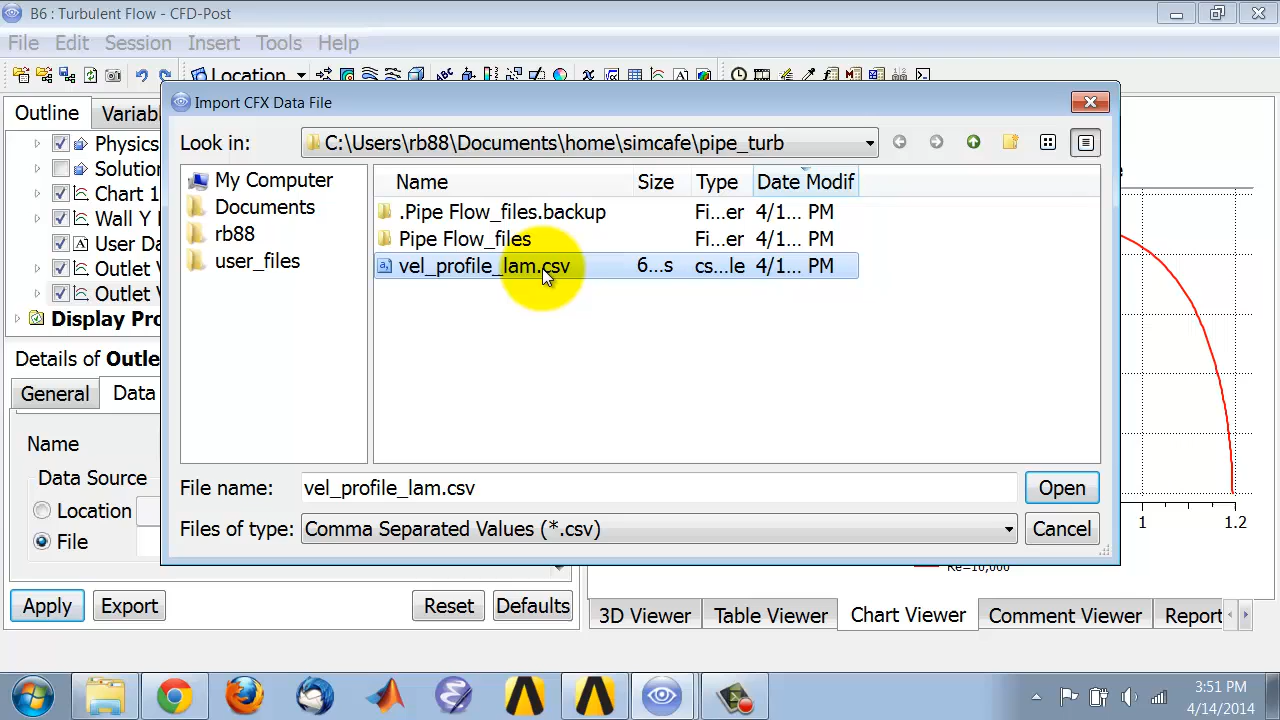 B6 : Turbulent Flow - CFD-Post
File Edit Session Insert Tools Help
Location
Outline Variab
Physics
Solution
Chart 1
Wall Y
User Da
Outlet V
Outlet V
Display Pro
Details of Outle
General Data
Name
Data Source
Location
File
Apply Export Reset Defaults
Import CFX Data File
Look in: C:\Users\rb88\Documents\home\simcafe\pipe_turb
My Computer
Documents
rb88
user_files
Name Size Type Date Modif
.Pipe Flow_files.backup Fi...er 4/1... PM
Pipe Flow_files Fi...er 4/1... PM
vel_profile_lam.csv 6...s cs...le 4/1... PM
File name: vel_profile_lam.csv Open
Files of type: Comma Separated Values (*.csv) Cancel
1 1.2
Re=10,000
3D Viewer Table Viewer Chart Viewer Comment Viewer Report
3:51 PM
4/14/2014